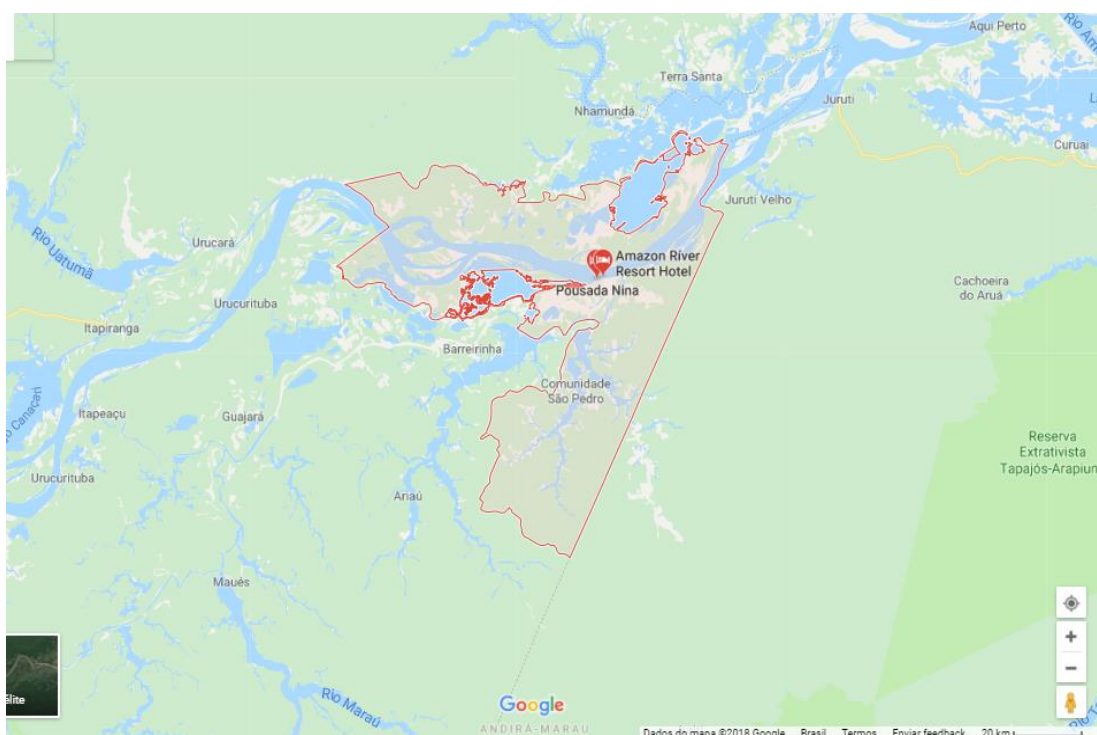 Aqui Perto
Terra Santa
Juruti
Nhamundá
Curuai
Juruti Velho
Rio Uatumã
Urucará
Amazon River
Resort Hotel
Pousada Nina
Cachoeira
do Aruá
Urucurituba
Itapiranga
Barreirinha
Comunidade
São Pedro
Itapeaçu
Guajará
Canaçari
Reserva
Extrativista
Tapajós-Arapiun
Urucurituba
Ariaú
Maués
Rio Maraú
Google
ANDIRÁ-MARAU
Dados do mapa ©2018 Google Brasil Termos Enviar feedback 20 km